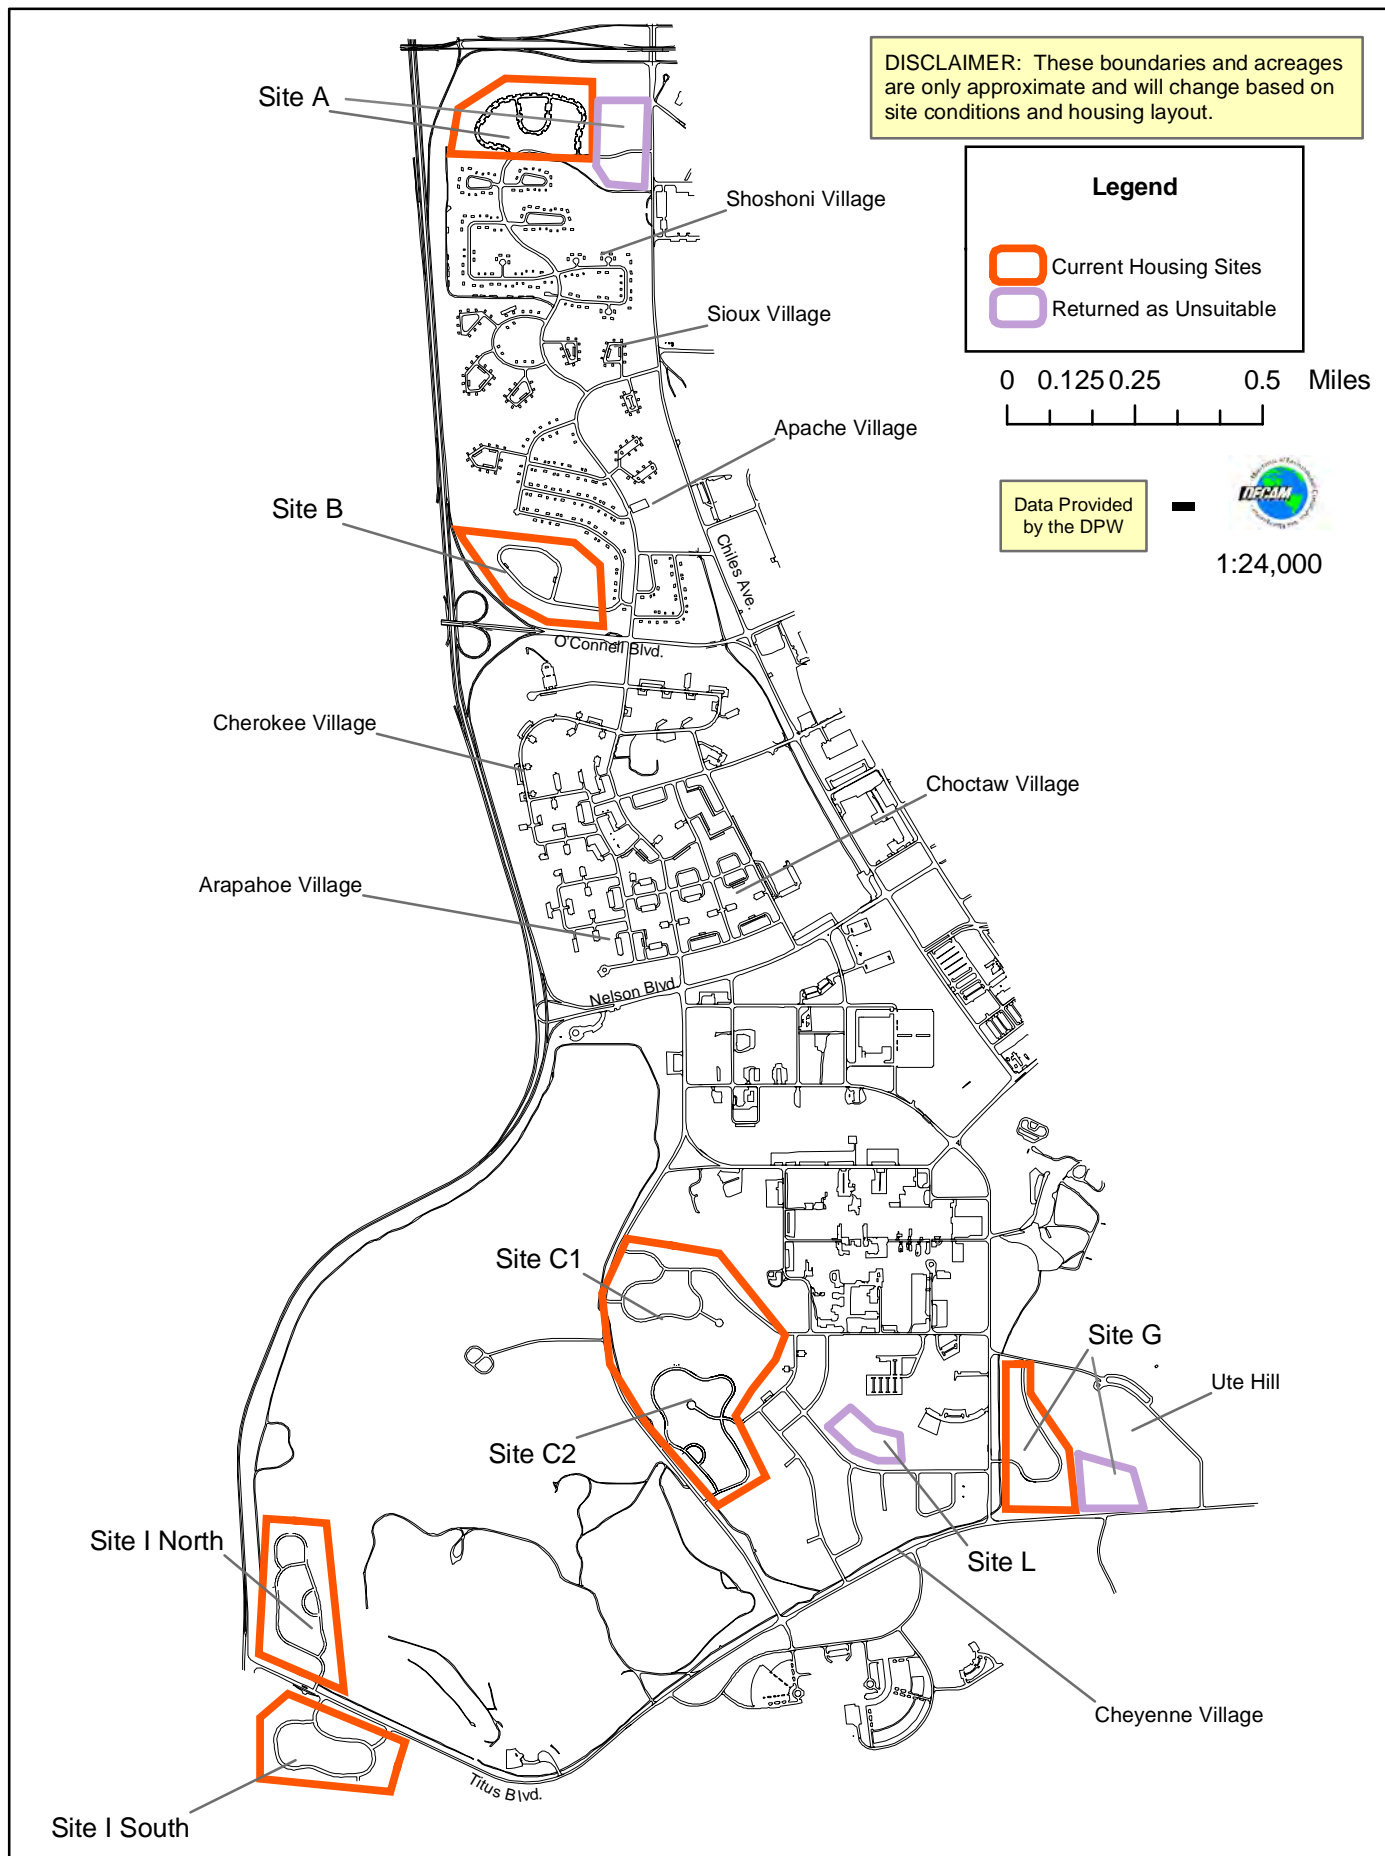 DISCLAIMER: These boundaries and acreages
are only approximate and will change based on
site conditions and housing layout.
Site A
Legend
Shoshoni Village
Current Housing Sites
Returned as Unsuitable
Sioux Village
0 0.125 0.25 0.5 Miles
Apache Village
Site B
Data Provided
by the DPW
DECAM
1:24,000
Chiles Ave.
O'Connell Blvd.
Cherokee Village
Choctaw Village
Arapahoe Village
Nelson Blvd.
Site C1
Site G
Ute Hill
Site C2
Site I North
Site L
Cheyenne Village
Titus Blvd.
Site I South